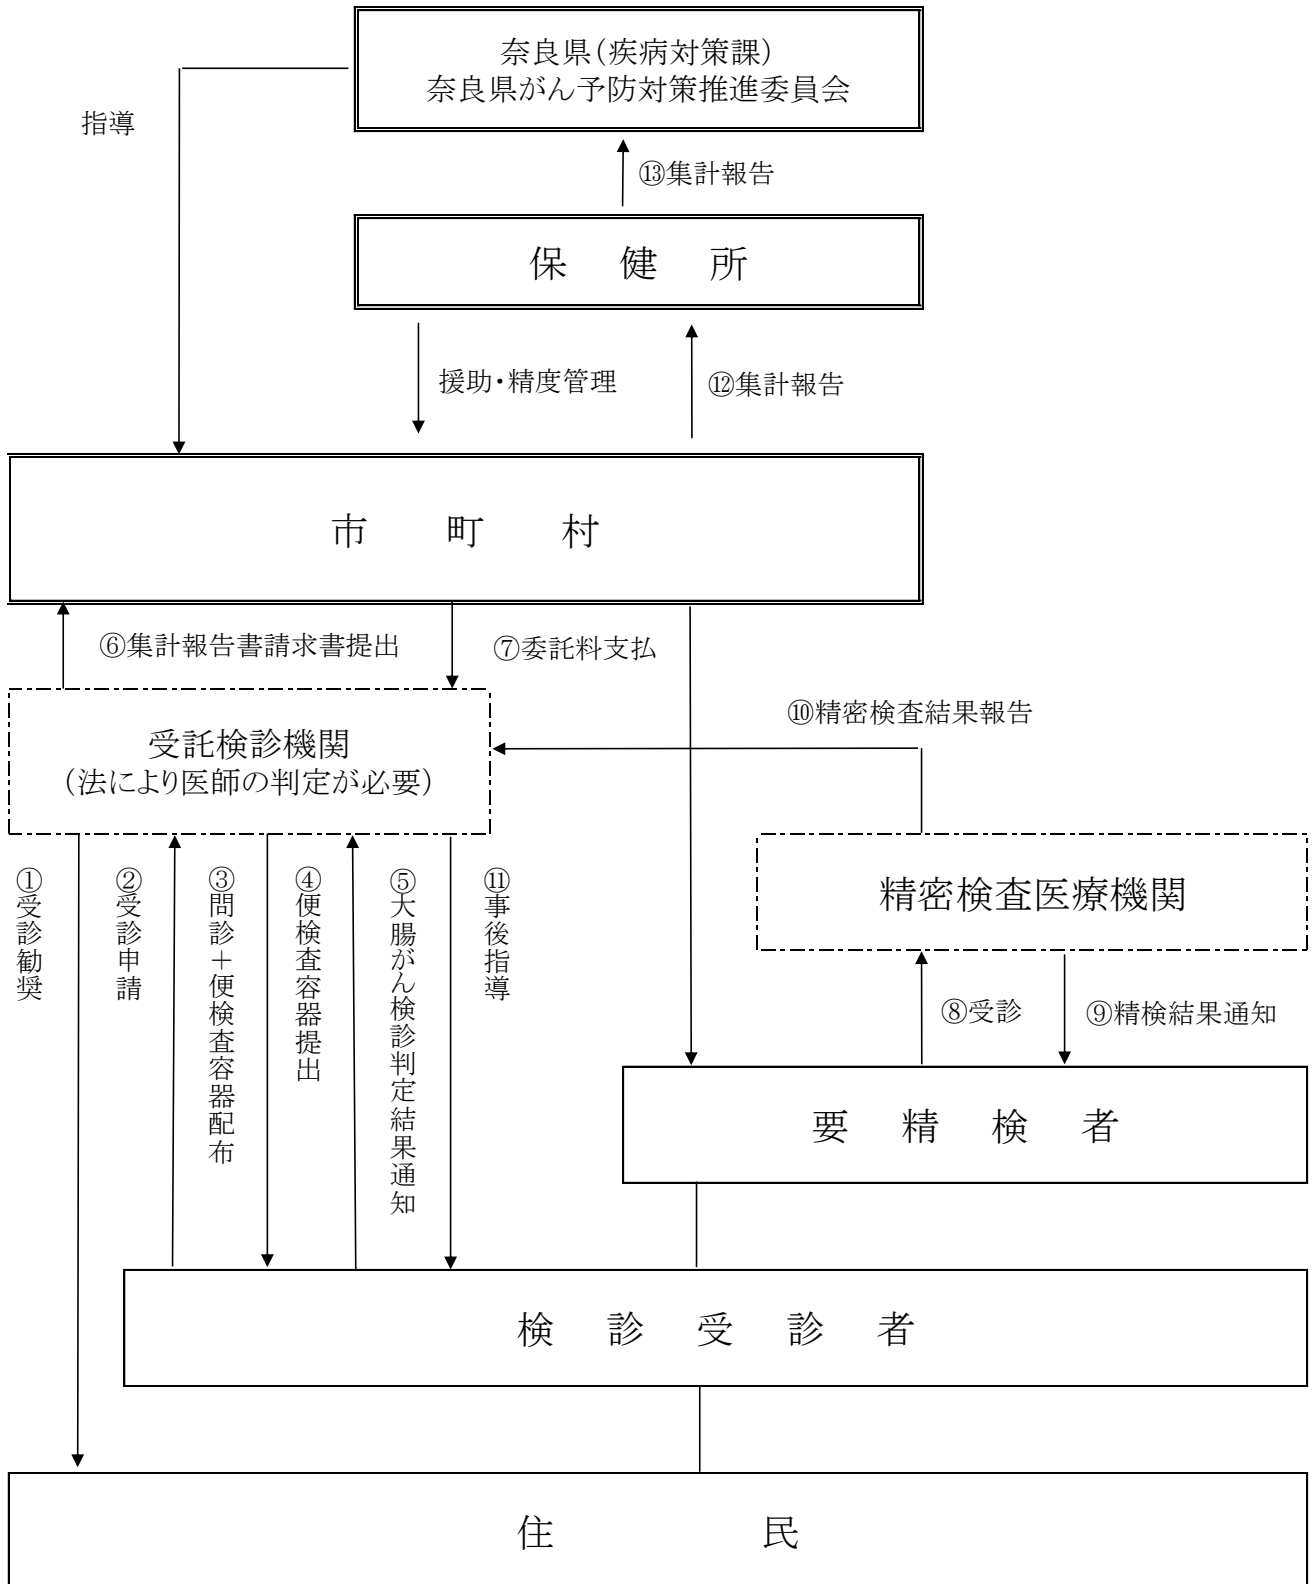 奈良県(疾病対策課)
奈良県がん予防対策推進委員会
指導
⑬集計報告
保健所
援助・精度管理
⑫集計報告
市町村
⑥集計報告書請求書提出
⑦委託料支払
⑩精密検査結果報告
受託検診機関
(法により医師の判定が必要)
①受診勧奨
②受診申請
③問診+便検査容器配布
④便検査容器提出
⑤大腸がん検診判定結果通知
⑪事後指導
精密検査医療機関
⑧受診
⑨精検結果通知
要精検者
検診受診者
住民